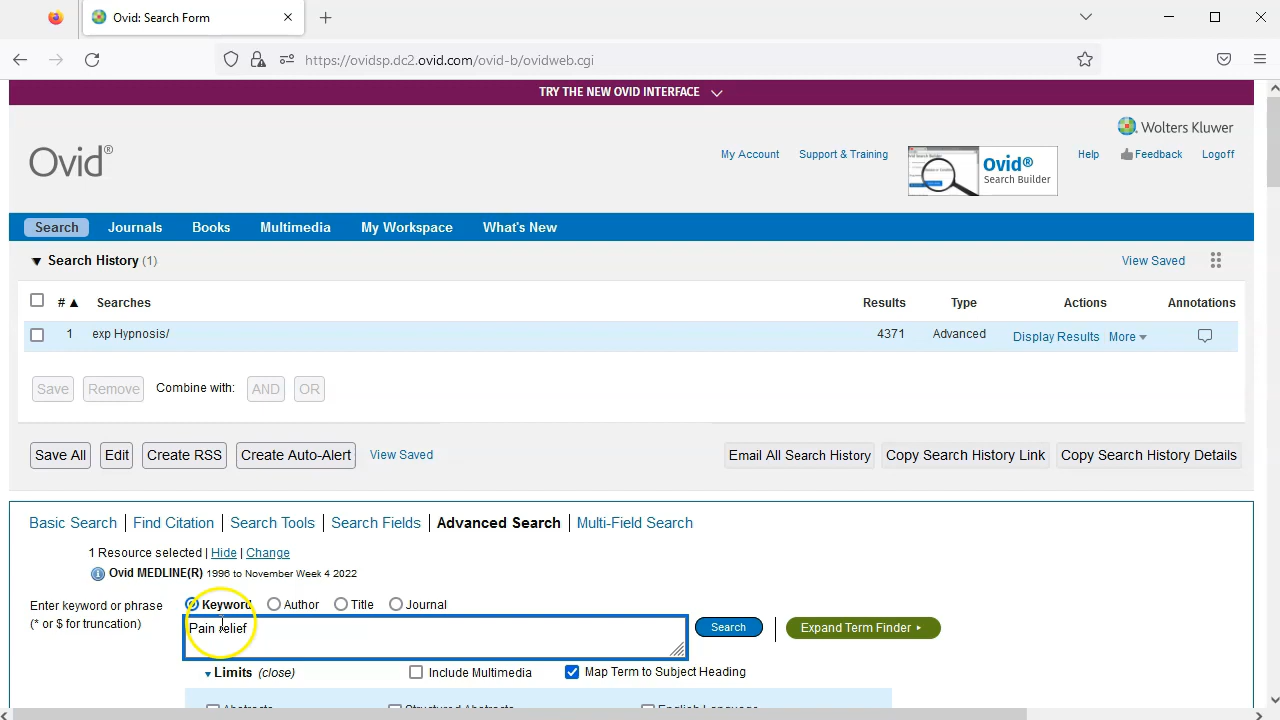 Ovid: Search Form
https://ovidsp.dc2.ovid.com/ovid-b/ovidweb.cgi
TRY THE NEW OVID INTERFACE
Wolters Kluwer
Ovid®
My Account Support & Training Ovid® Search Builder Help Feedback Logoff
Search Journals Books Multimedia My Workspace What's New
Search History (1) View Saved
# ▲ Searches Results Type Actions Annotations
1 exp Hypnosis/ 4371 Advanced Display Results More
Save Remove Combine with: AND OR
Save All Edit Create RSS Create Auto-Alert View Saved Email All Search History Copy Search History Link Copy Search History Details
Basic Search | Find Citation | Search Tools | Search Fields | Advanced Search | Multi-Field Search
1 Resource selected | Hide | Change
Ovid MEDLINE(R) 1996 to November Week 4 2022
Enter keyword or phrase Keyword Author Title Journal
(* or $ for truncation) Pain relief Search Expand Term Finder
Limits (close) Include Multimedia Map Term to Subject Heading
Abstracts Structured Abstracts English Language